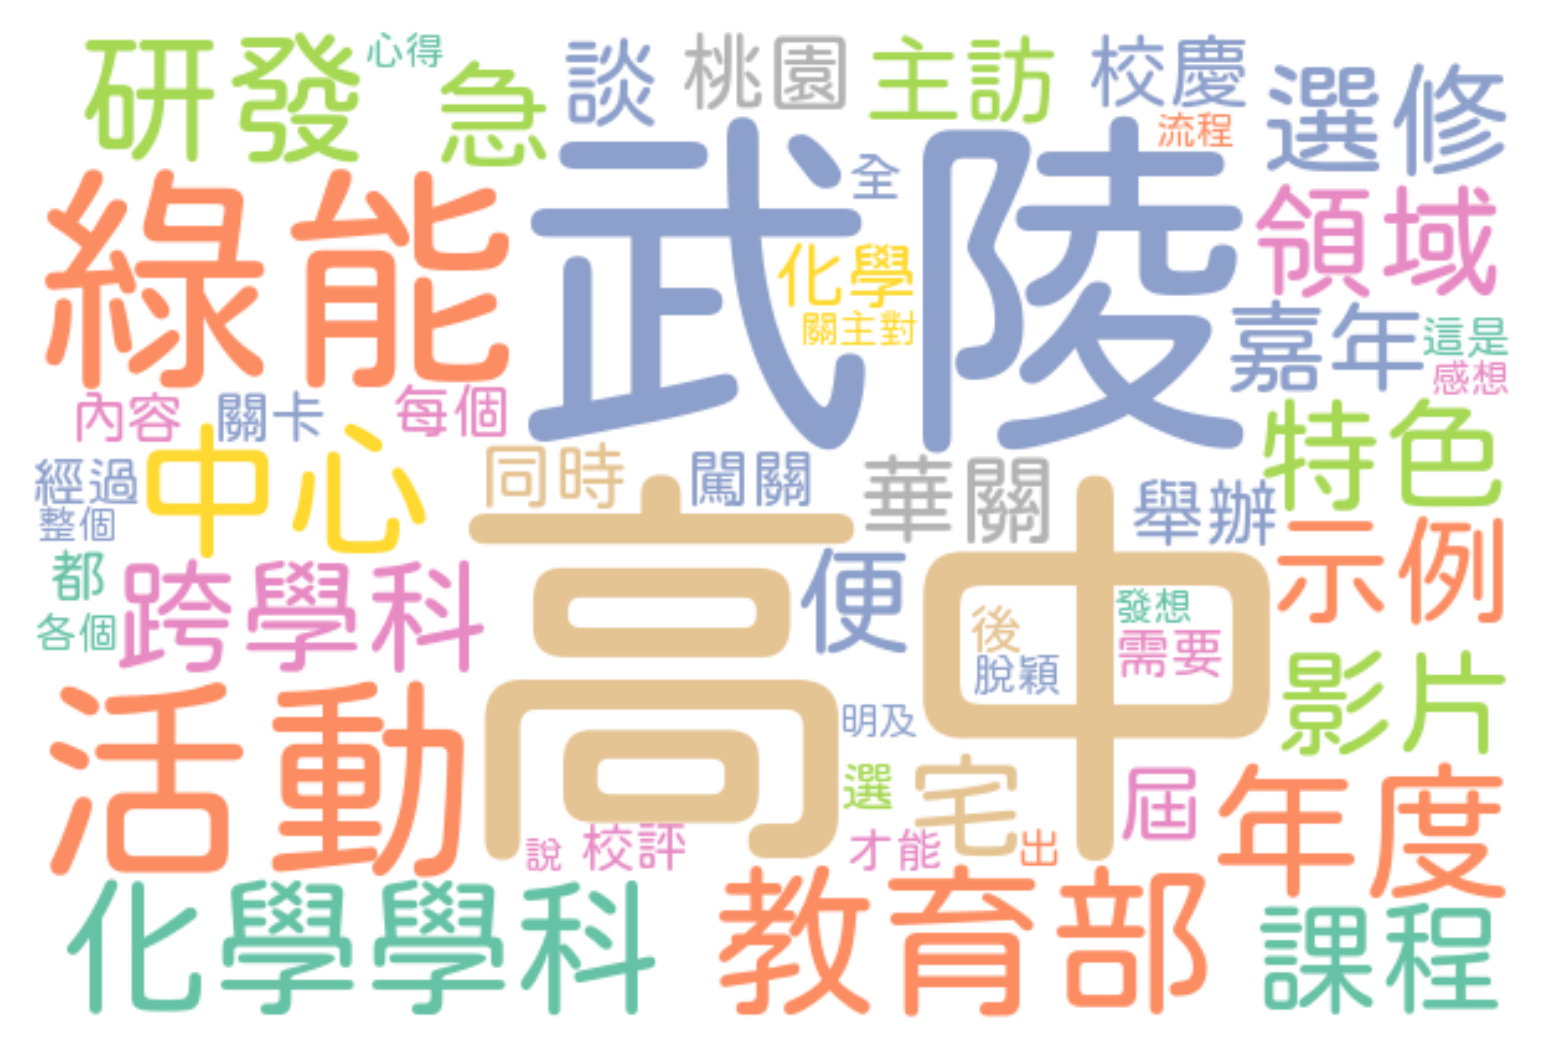 研發
心得
急
談
桃園
主訪
校慶
流程
選修
綠能
武陵
全
化學
關主對
領域
嘉年
這是
感想
內容
關卡
每個
中心
同時
闖關
華關
舉辦
特色
經過
整個
高中
示例
都
各個
跨學科
便
後
脫穎
發想
需要
影片
活動
明及
選
宅
屆
年度
說
校評
才能
出
化學學科
教育部
課程